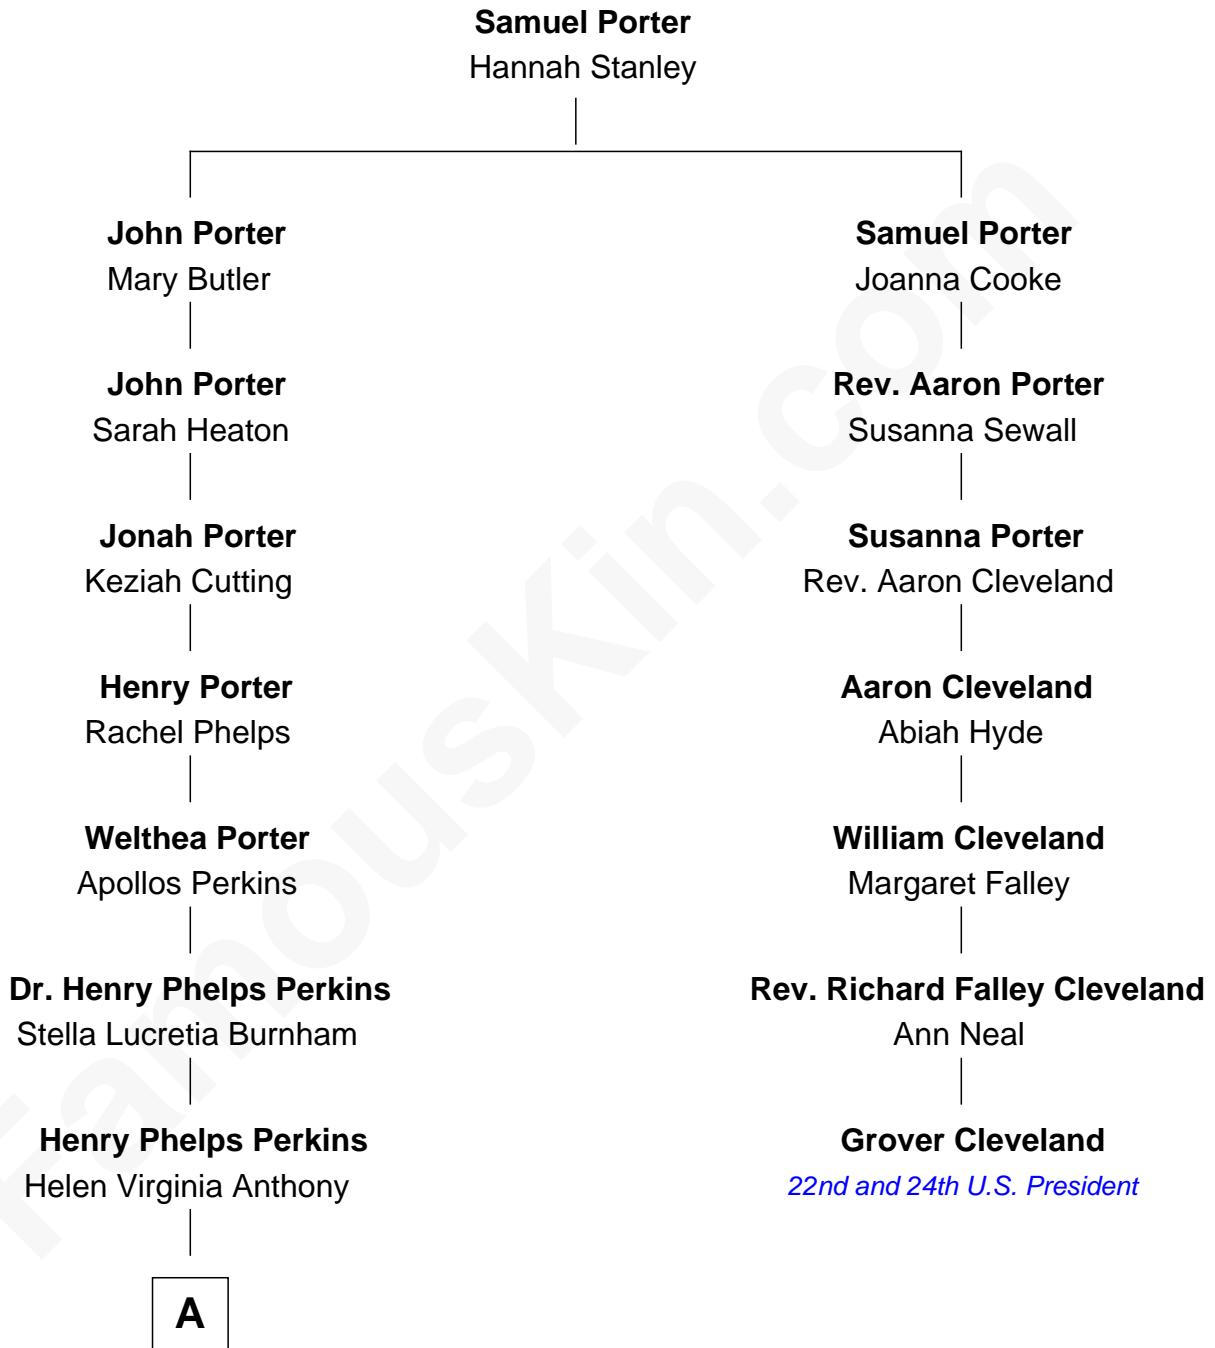 Samuel Porter
Hannah Stanley
John Porter
Mary Butler
Samuel Porter
Joanna Cooke
John Porter
Sarah Heaton
Rev. Aaron Porter
Susanna Sewall
Jonah Porter
Keziah Cutting
Susanna Porter
Rev. Aaron Cleveland
Henry Porter
Rachel Phelps
Aaron Cleveland
Abiah Hyde
Welthea Porter
Apollos Perkins
William Cleveland
Margaret Falley
Dr. Henry Phelps Perkins
Stella Lucretia Burnham
Rev. Richard Falley Cleveland
Ann Neal
Henry Phelps Perkins
Helen Virginia Anthony
Grover Cleveland
22nd and 24th U.S. President
A
FamousKin.com